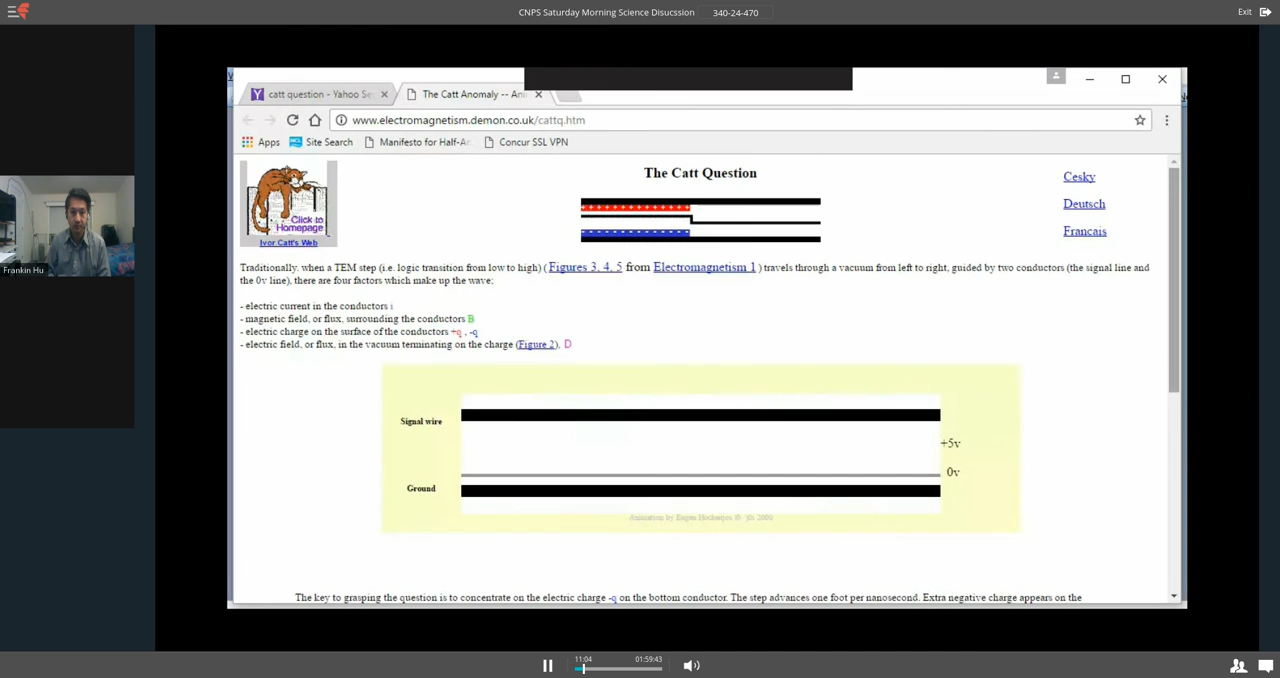 CNPS Saturday Morning Science Disucssion
340-24-470
Exit
catt question - Yahoo Se
The Catt Anomaly -- Ani
www.electromagnetism.demon.co.uk/cattq.htm
Apps
Site Search
Manifesto for Half-A
Concur SSL VPN
Click to
Homepage
Ivor Catt's Web
The Catt Question
Cesky
Deutsch
Francais
Traditionally. when a TEM step (i.e. logic transition from low to high) ( Figures 3, 4, 5 from Electromagnetism 1 ) travels through a vacuum from left to right, guided by two conductors (the signal line and
the 0v line), there are four factors which make up the wave;
- electric current in the conductors i
- magnetic field, or flux, surrounding the conductors B
- electric charge on the surface of the conductors +q , -q
- electric field, or flux, in the vacuum terminating on the charge (Figure 2). D
Signal wire
+5v
0v
Ground
Animation by Eugen Hockenjos
2000
The key to grasping the question is to concentrate on the electric charge -q on the bottom conductor. The step advances one foot per nanosecond. Extra negative charge appears on the
Frankin Hu
11:04
01:59:43